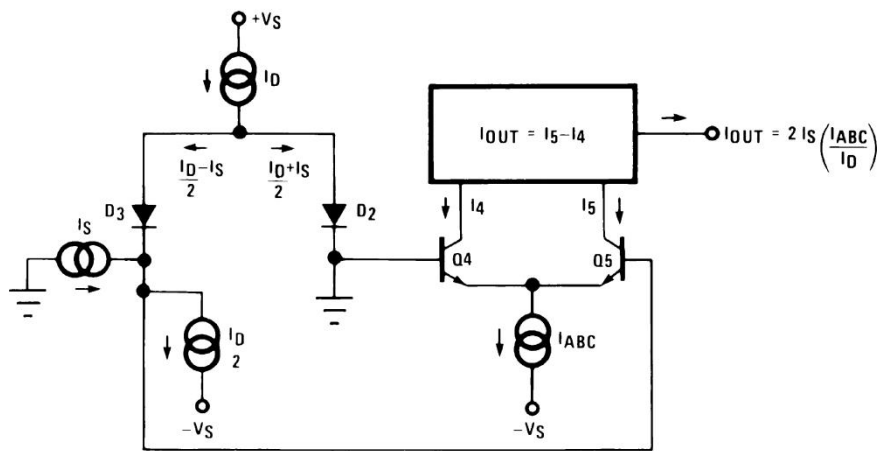 +VS
ID
IOUT = I5–I4
IOUT = 2 IS (IABC/ID)
ID/2 –IS
ID/2 +IS
I4
I5
D3
D2
IS
Q4
Q5
ID/2
IABC
–VS
–VS